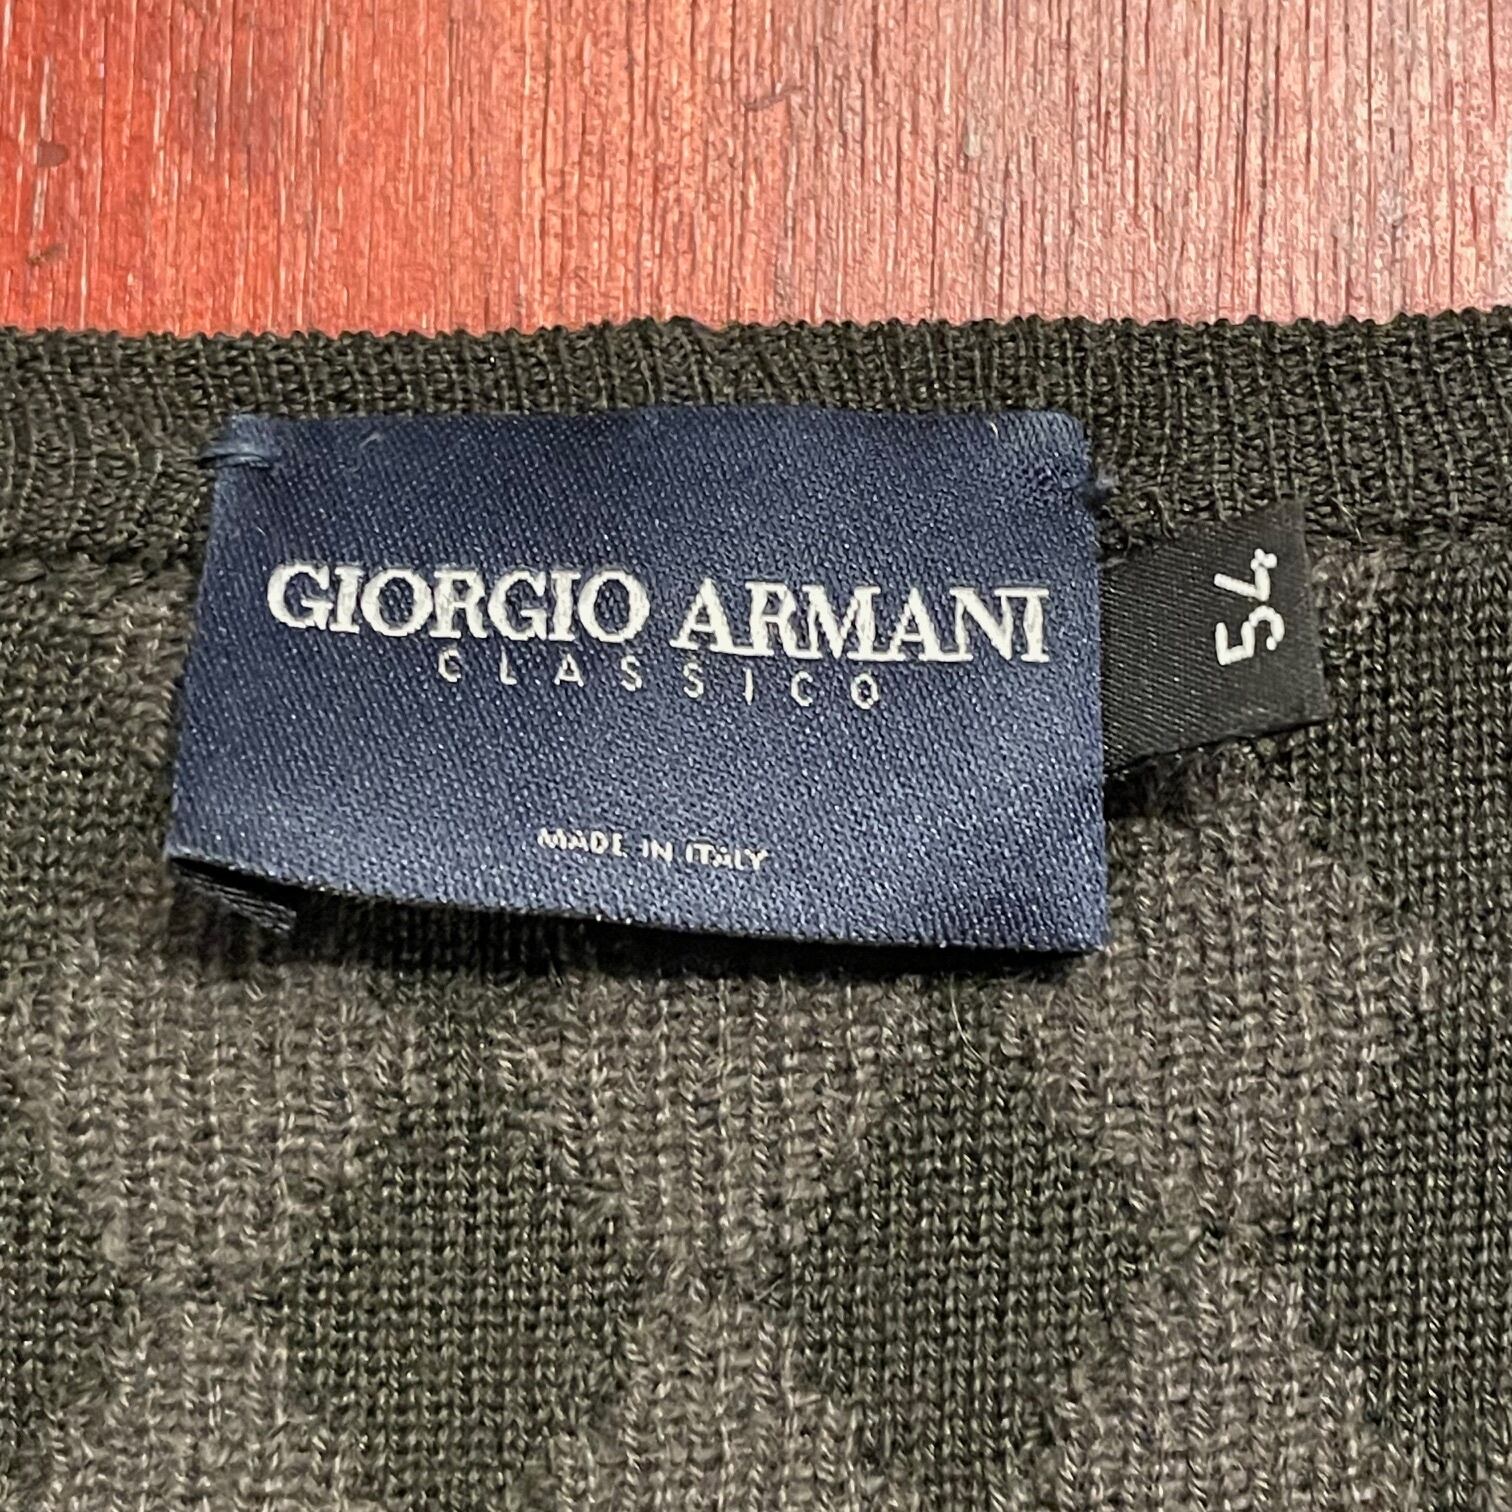 GIORGIO ARMANI
CLASSICO
MADE IN ITALY
54